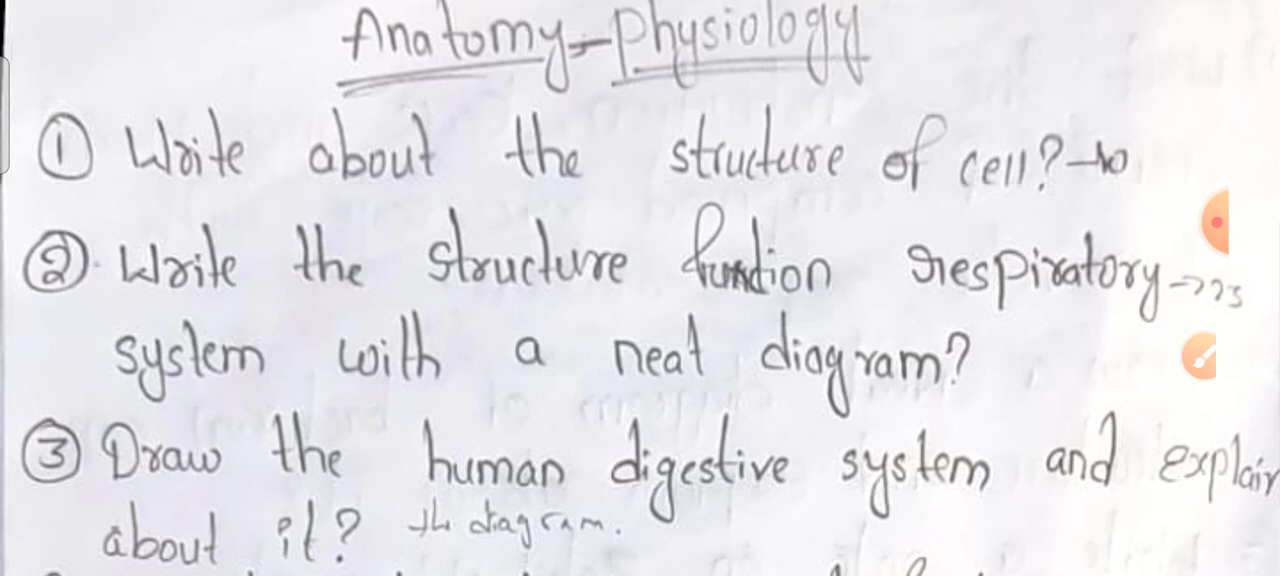 Anatomy-Physiology
① Write about the structure of cell? →10
② Write the structure function respiratory
system with a neat diagram?
③ Draw the human digestive system and explain
about it? the diagram.